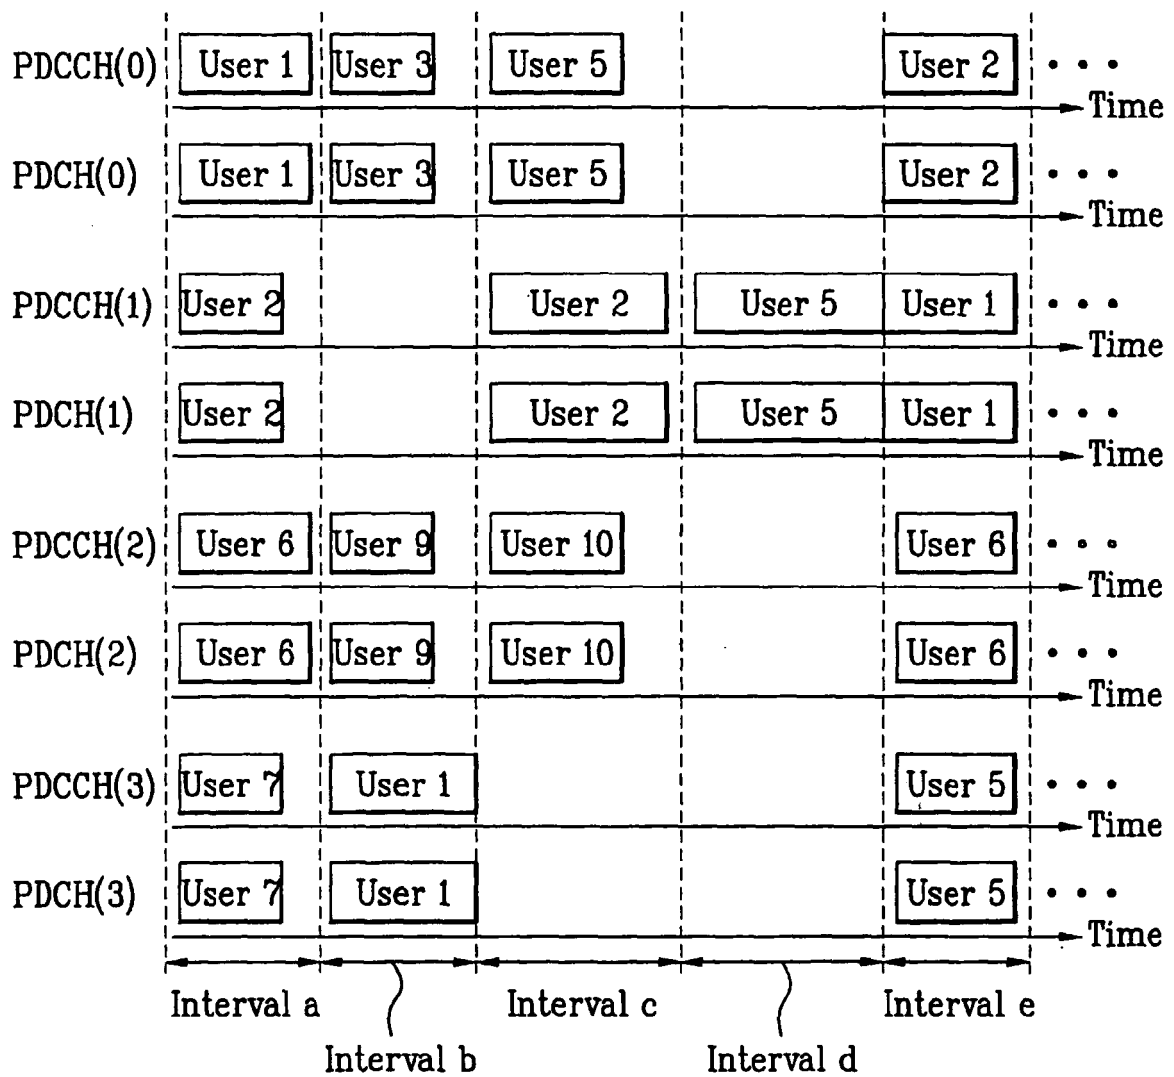 PDCCH(0) User 1 User 3 User 5 User 2 • • •
Time
PDCH(0) User 1 User 3 User 5 User 2 • • •
Time
PDCCH(1) User 2 User 2 User 5 User 1 • • •
Time
PDCH(1) User 2 User 2 User 5 User 1 • • •
Time
PDCCH(2) User 6 User 9 User 10 User 6 • • •
Time
PDCH(2) User 6 User 9 User 10 User 6 • • •
Time
PDCCH(3) User 7 User 1 User 5 • • •
Time
PDCH(3) User 7 User 1 User 5 • • •
Time
Interval a Interval c Interval e
Interval b Interval d